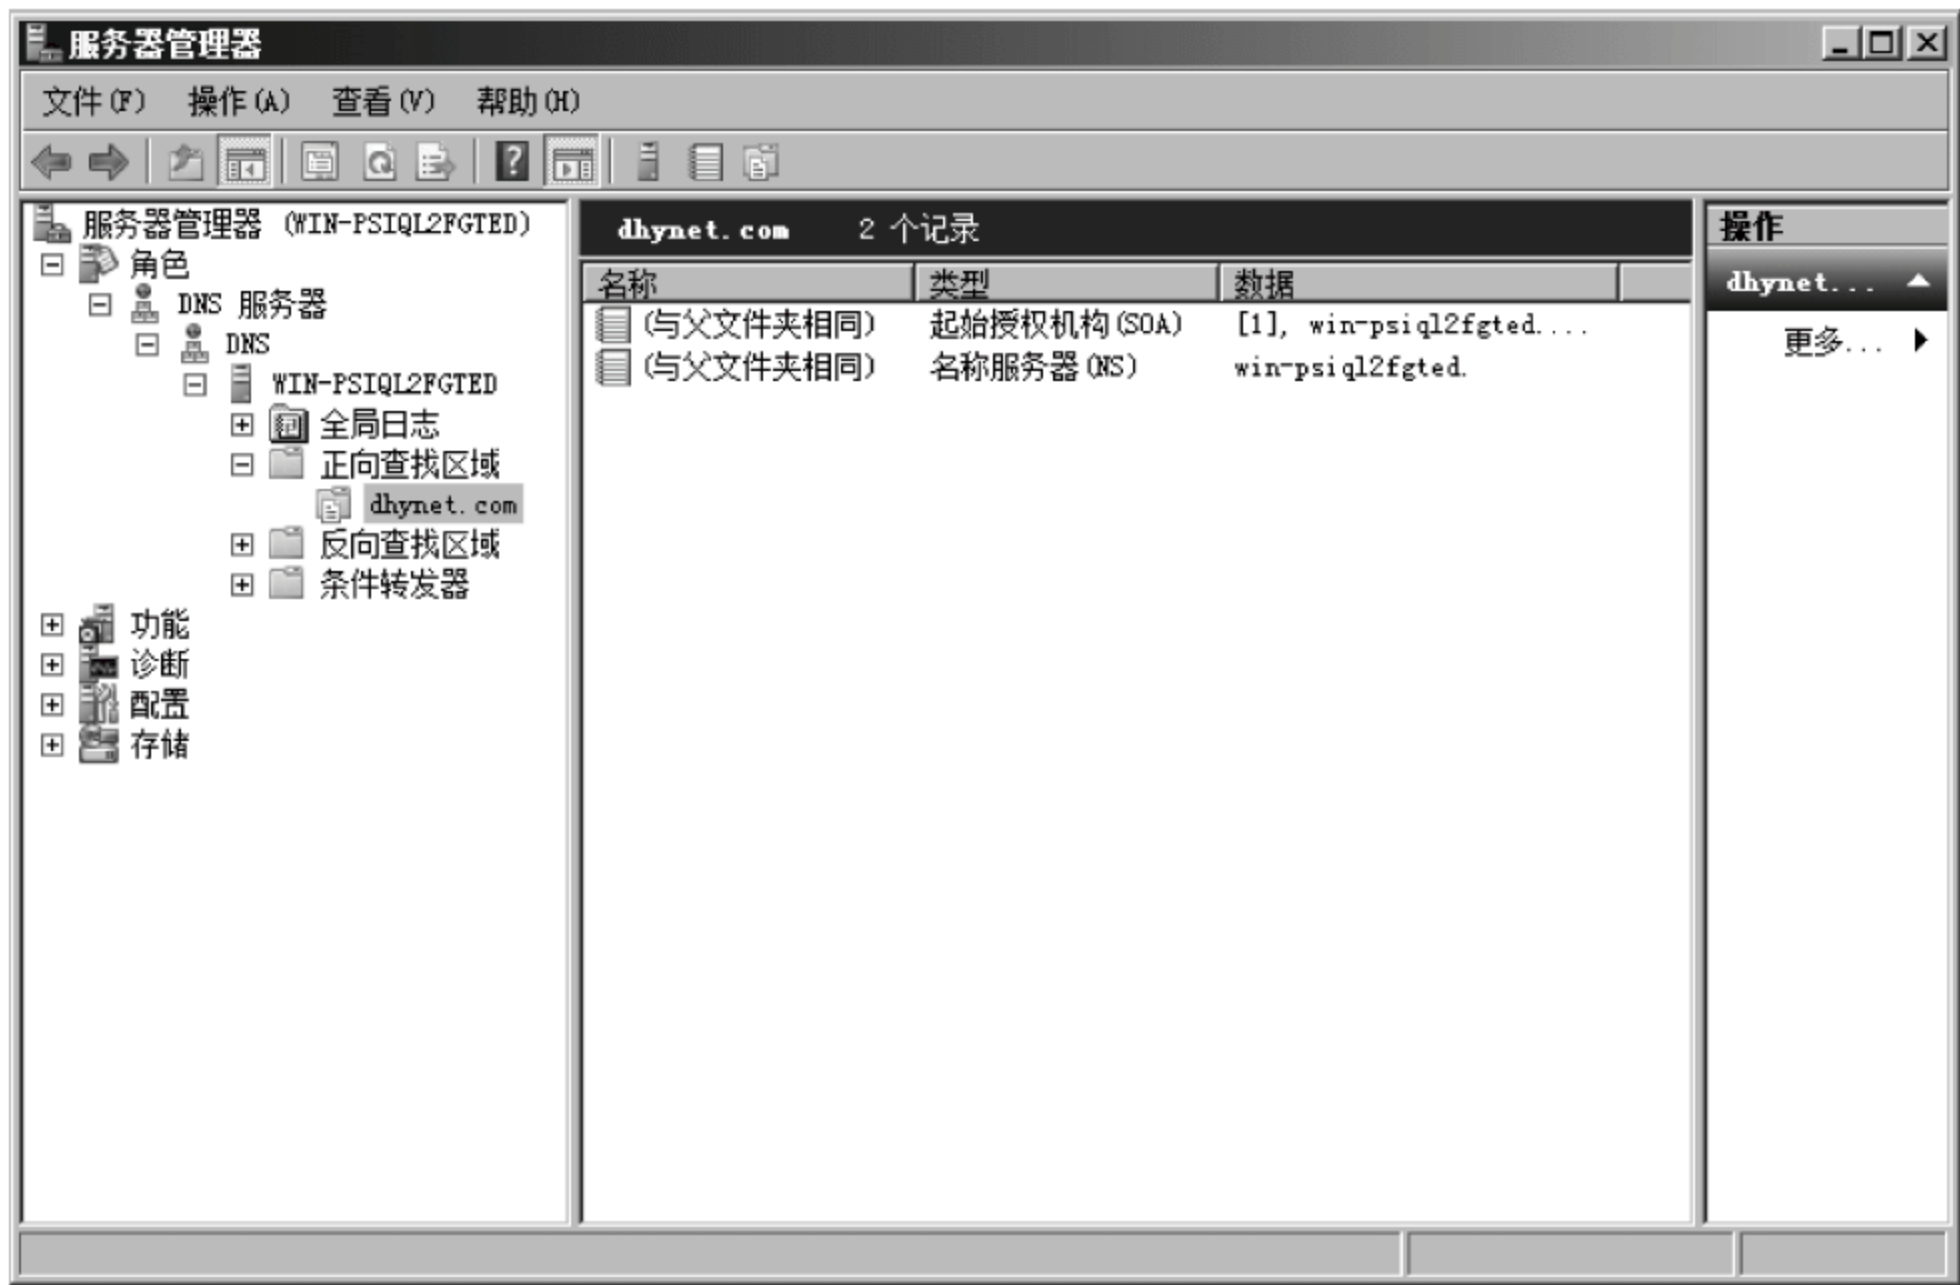 服务器管理器
文件(F) 操作(A) 查看(V) 帮助(H)
服务器管理器 (WIN-PSIQL2FGTED)
角色
DNS 服务器
DNS
WIN-PSIQL2FGTED
全局日志
正向查找区域
dhynet.com
反向查找区域
条件转发器
功能
诊断
配置
存储
dhynet.com 2 个记录
名称 类型 数据
(与父文件夹相同) 起始授权机构(SOA) [1], win-psiql2fgted....
(与父文件夹相同) 名称服务器(NS) win-psiql2fgted.
操作
dhynet...
更多...